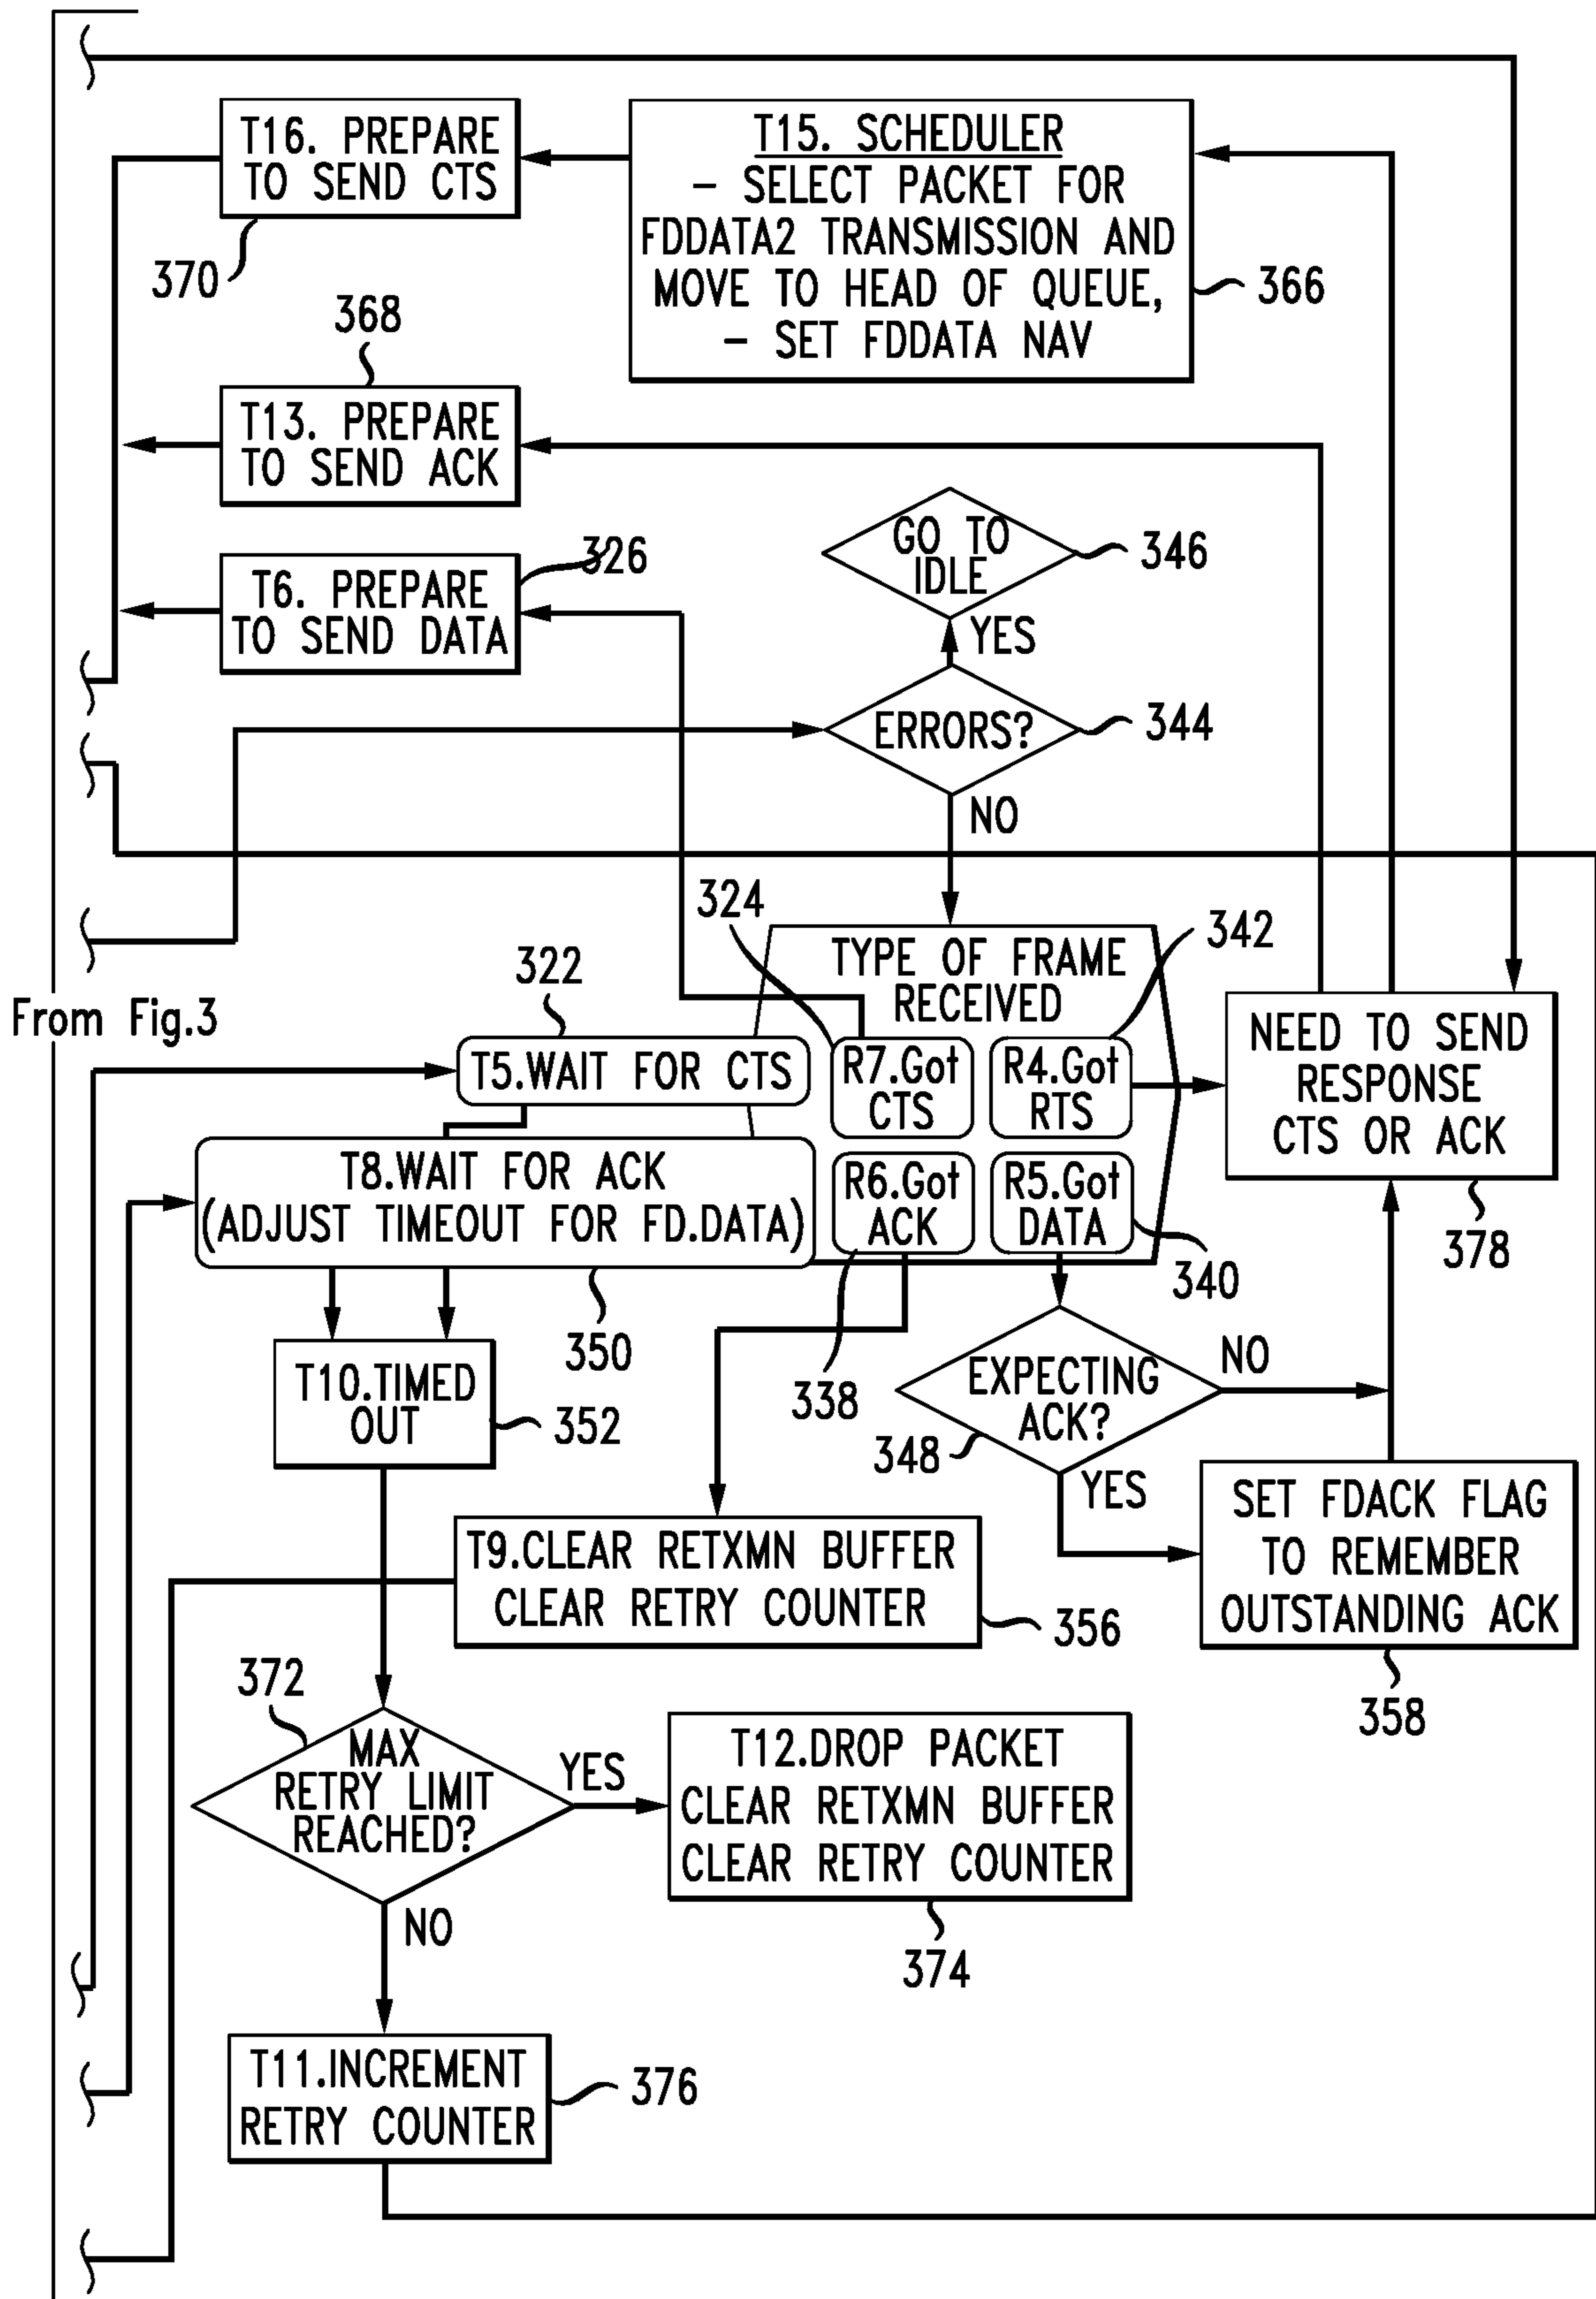 T16. PREPARE
TO SEND CTS
370
T15. SCHEDULER
- SELECT PACKET FOR
FDDATA2 TRANSMISSION AND
MOVE TO HEAD OF QUEUE,
- SET FDDATA NAV
366
368
T13. PREPARE
TO SEND ACK
326
T6. PREPARE
TO SEND DATA
GO TO
IDLE
346
YES
ERRORS?
344
NO
324
342
TYPE OF FRAME
RECEIVED
322
From Fig.3
T5.WAIT FOR CTS
R7.Got
CTS
R4.Got
RTS
NEED TO SEND
RESPONSE
CTS OR ACK
378
T8.WAIT FOR ACK
(ADJUST TIMEOUT FOR FD.DATA)
R6.Got
ACK
R5.Got
DATA
340
350
338
T10.TIMED
OUT
352
EXPECTING
ACK?
348
NO
YES
SET FDACK FLAG
TO REMEMBER
OUTSTANDING ACK
358
T9.CLEAR RETXMN BUFFER
CLEAR RETRY COUNTER
356
372
MAX
RETRY LIMIT
REACHED?
YES
T12.DROP PACKET
CLEAR RETXMN BUFFER
CLEAR RETRY COUNTER
374
NO
T11.INCREMENT
RETRY COUNTER
376